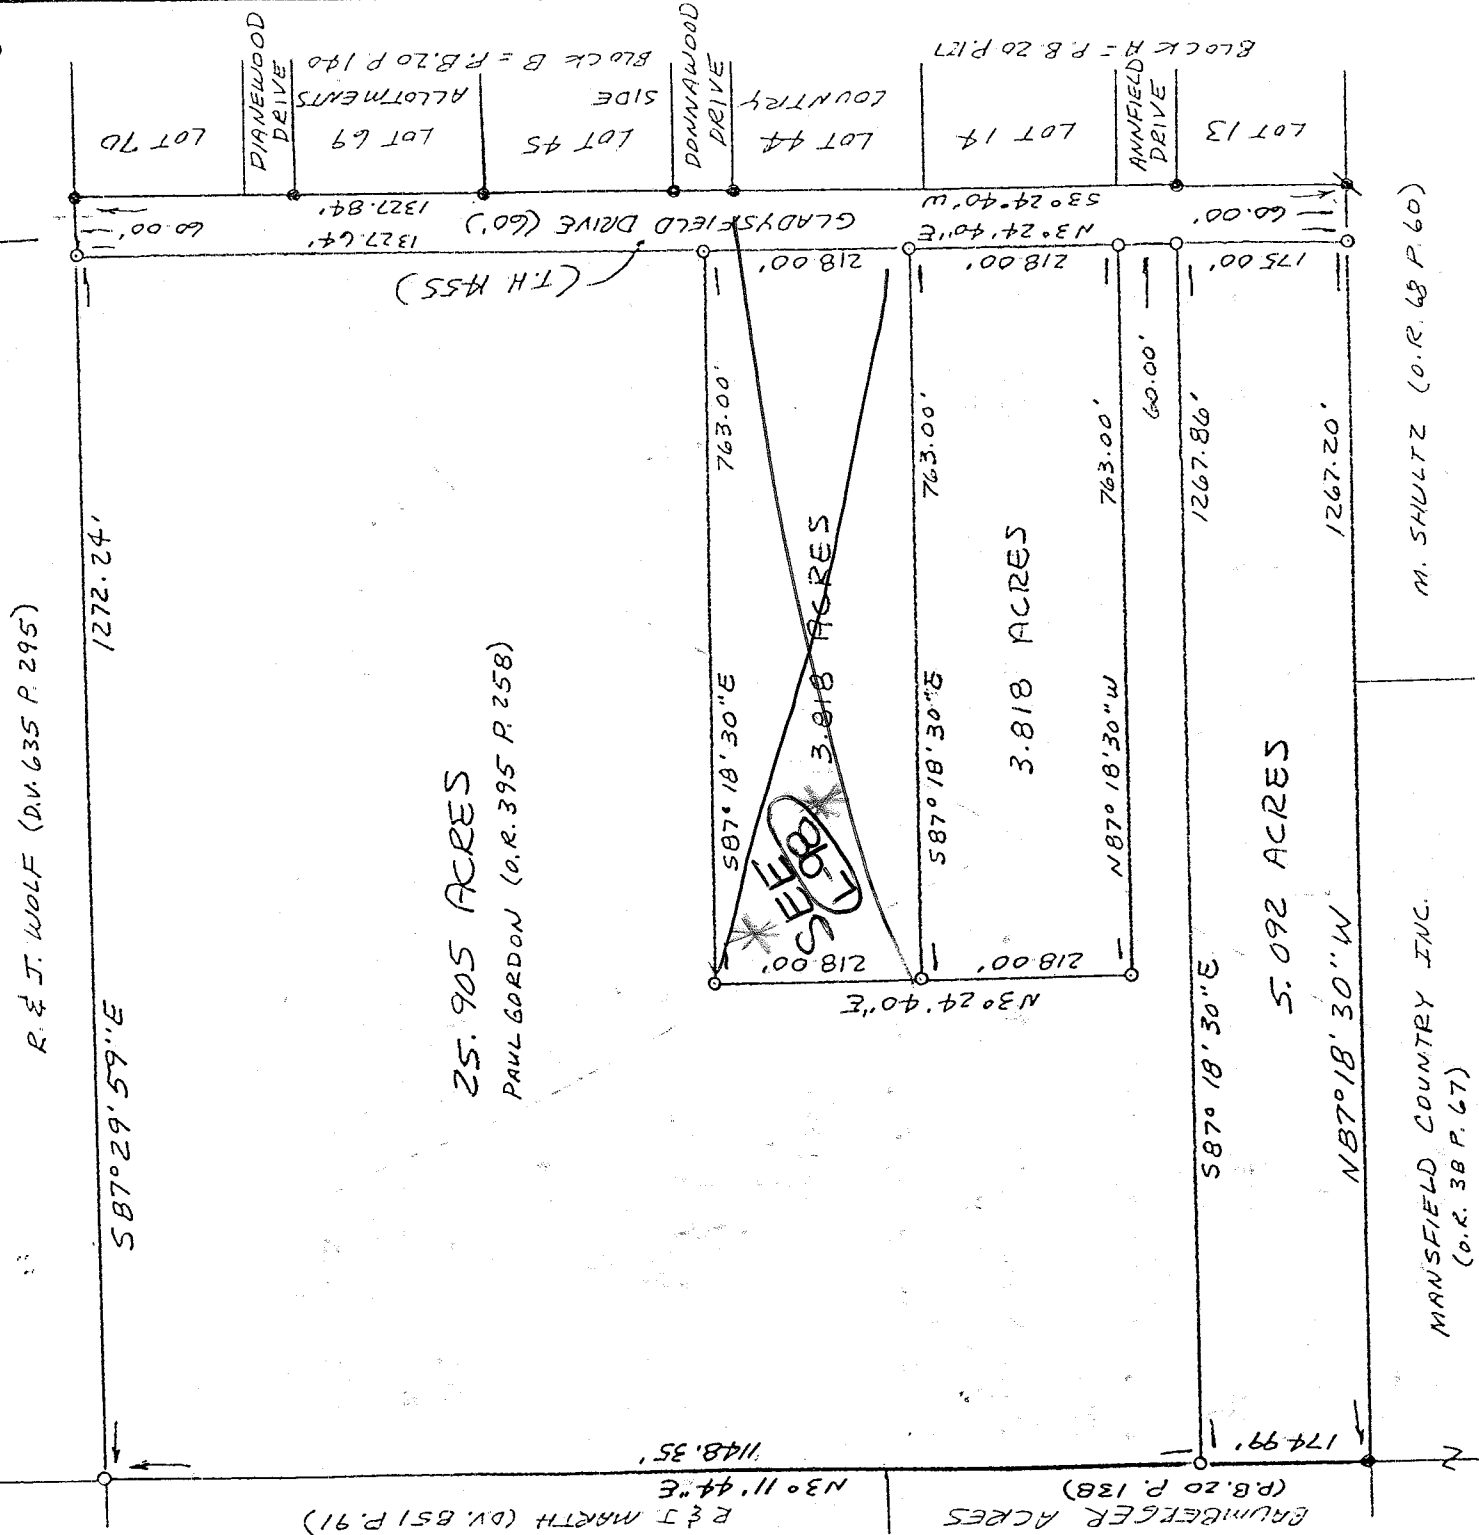 R. & J. WOLF (D.V. 635 P. 295)
S87°29'59"E
1272.24'
LOT 70
DIANEWOOD
DRIVE
LOT 69
ALLOTMENTS
BLOCK B = P.B. 20 P 140
LOT 45
SIDE
DONNAWOOD
DRIVE
LOT 44
COUNTRY
LOT 14
BLOCK A = P.B. 20 P. 137
ANNFIELD
DRIVE
LOT 13
60.00'
1327.84'
1327.64'
GLADYSFIELD DRIVE (60')
S3°24'40"W
N3°24'40"E
60.00'
(T.H. 1455)
218.00'
218.00'
175.00'
25.905 ACRES
PAUL GORDON (O.R. 395 P. 258)
S87°18'30"E
763.00'
3.818 ACRES
SEE
L-98
218.00'
S87°18'30"E
763.00'
3.818 ACRES
218.00'
N3°24'40"E
N87°18'30"W
763.00'
60.00'
S87°18'30"E
1267.86'
5.092 ACRES
N87°18'30"W
1267.20'
174.99'
1148.35'
N3°11'44"E
R & J MARTH (D.V. 851 P. 91)
BAUMBERGER ACRES
(P.B. 20 P. 138)
MANSFIELD COUNTRY INC.
(O.R. 38 P. 67)
M. SHULTZ (O.R. 68 P. 60)